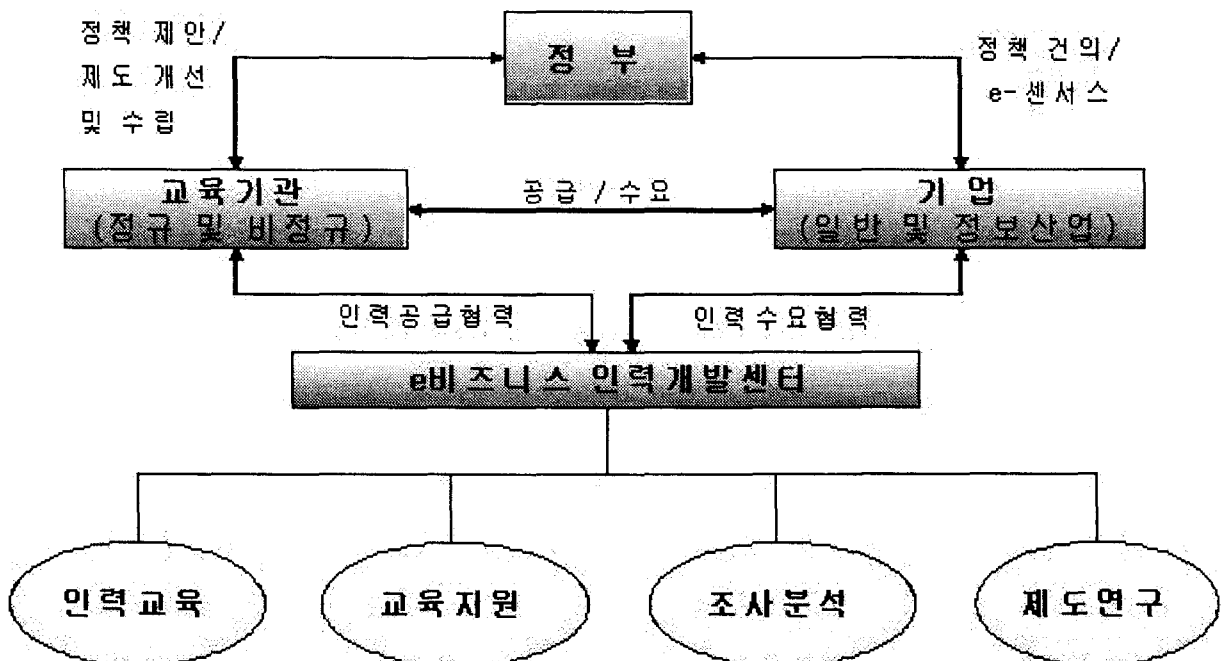 정책 제안/
제도 개선
및 수립
정 부
정책 건의/
e-센서스
교육기관
(정규 및 비정규)
공급 / 수요
기 업
(일반 및 정보산업)
인력공급협력
인력수요협력
e비즈니스 인력개발센터
인력교육
교육지원
조사분석
제도연구